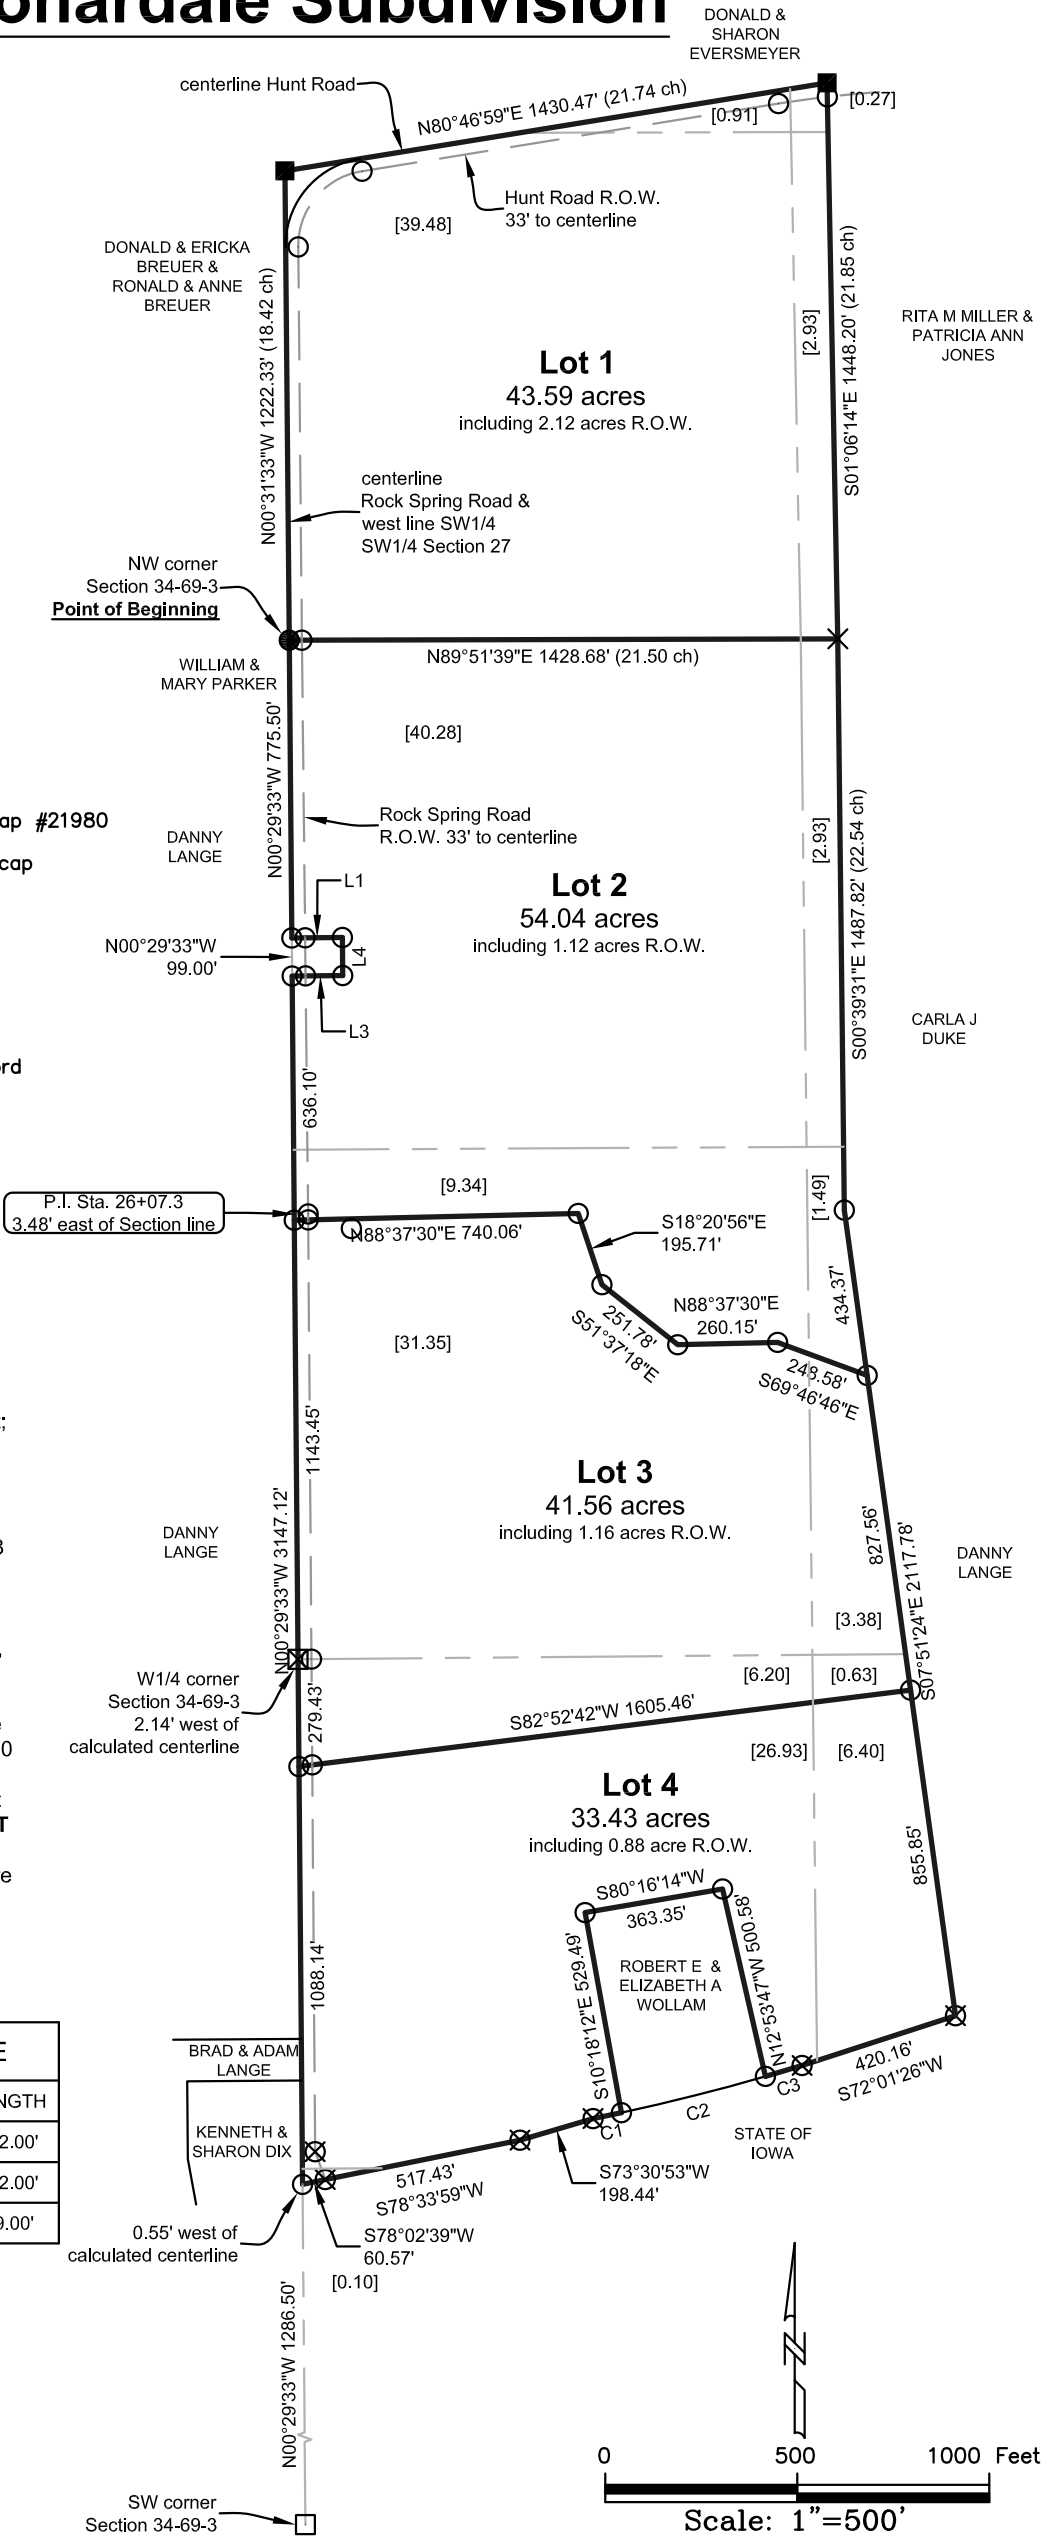 onardale Subdivision
DONALD &
SHARON
EVERSMEYER
centerline Hunt Road
N80°46'59"E 1430.47' (21.74 ch)
[0.91]
[0.27]
Hunt Road R.O.W.
33' to centerline
[39.48]
DONALD & ERICKA
BREUER &
RONALD & ANNE
BREUER
N00°31'33"W 1222.33' (18.42 ch)
[2.93]
S01°06'14"E 1448.20' (21.85 ch)
RITA M MILLER &
PATRICIA ANN
JONES
Lot 1
43.59 acres
including 2.12 acres R.O.W.
centerline
Rock Spring Road &
west line SW1/4
SW1/4 Section 27
NW corner
Section 34-69-3
Point of Beginning
N89°51'39"E 1428.68' (21.50 ch)
WILLIAM &
MARY PARKER
[40.28]
N00°29'33"W 775.50'
Rock Spring Road
R.O.W. 33' to centerline
ap #21980
cap
DANNY
LANGE
[2.93]
S00°39'31"E 1487.82' (22.54 ch)
L1
Lot 2
54.04 acres
including 1.12 acres R.O.W.
N00°29'33"W
99.00'
L4
L3
CARLA J
DUKE
ord
636.10'
[9.34]
[1.49]
P.I. Sta. 26+07.3
3.48' east of Section line
N88°37'30"E 740.06'
S18°20'56"E
195.71'
251.78'
S51°37'18"E
N88°37'30"E
260.15'
434.37'
248.58'
S69°46'46"E
[31.35]
1143.45'
Lot 3
41.56 acres
including 1.16 acres R.O.W.
DANNY
LANGE
N00°29'33"W 3147.12'
827.56'
S07°51'24"E 2117.78'
DANNY
LANGE
[3.38]
W1/4 corner
Section 34-69-3
2.14' west of
calculated centerline
[6.20]
[0.63]
279.43'
S82°52'42"W 1605.46'
[26.93]
[6.40]
Lot 4
33.43 acres
including 0.88 acre R.O.W.
855.85'
S80°16'14"W
363.35'
S10°18'12"E 529.49'
N12°53'47"W 500.58'
ROBERT E &
ELIZABETH A
WOLLAM
1088.14'
E
NGTH
2.00'
2.00'
9.00'
BRAD & ADAM
LANGE
KENNETH &
SHARON DIX
420.16'
S72°01'26"W
C1
C2
C3
STATE OF
IOWA
517.43'
S78°33'59"W
S73°30'53"W
198.44'
0.55' west of
calculated centerline
S78°02'39"W
60.57'
[0.10]
N00°29'33"W 1286.50'
N
SW corner
Section 34-69-3
0 500 1000 Feet
Scale: 1"=500'